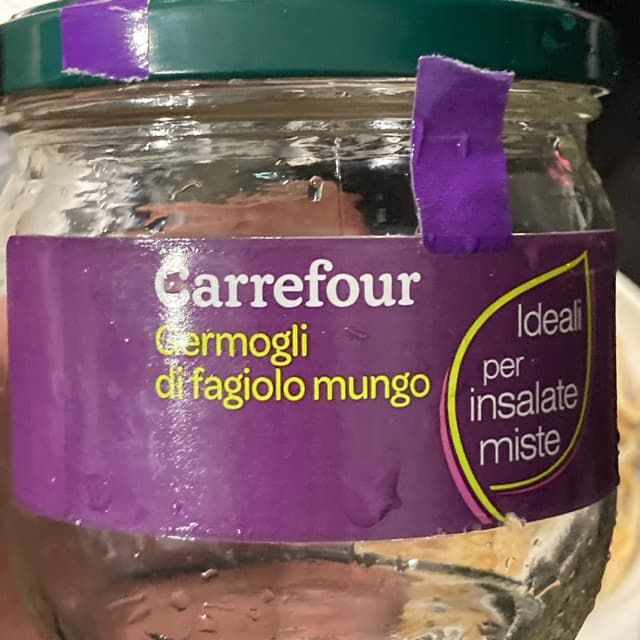 Carrefour
Germogli
di fagiolo mungo
Ideali
per
insalate
miste